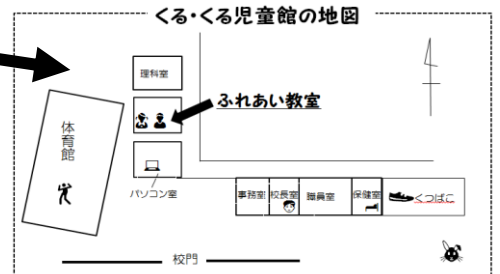 くる・くる児童館の地図
理科室
ふれあい教室
体育館
パソコン室
事務室
校長室
職員室
保健室
くつばこ
校門